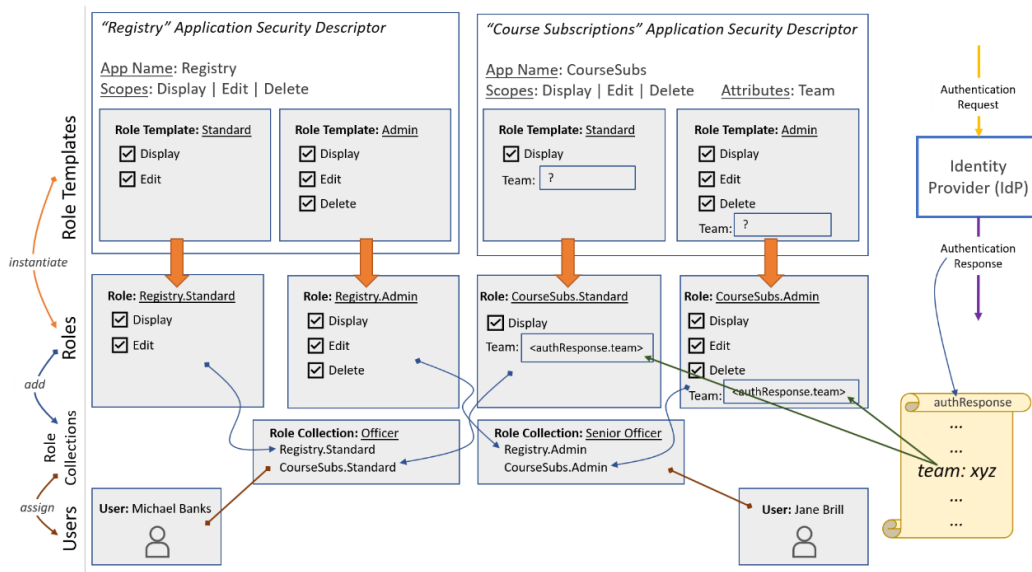 “Registry” Application Security Descriptor
App Name: Registry
Scopes: Display | Edit | Delete
Role Template: Standard
Display
Edit
Role Template: Admin
Display
Edit
Delete
“Course Subscriptions” Application Security Descriptor
App Name: CourseSubs
Scopes: Display | Edit | Delete
Attributes: Team
Role Template: Standard
Display
Team: ?
Role Template: Admin
Display
Edit
Delete
Team: ?
Role Templates
instantiate
Roles
add
Role
Collections
assign
Users
Role: Registry.Standard
Display
Edit
Role: Registry.Admin
Display
Edit
Delete
Role: CourseSubs.Standard
Display
Team: <authResponse.team>
Role: CourseSubs.Admin
Display
Edit
Delete
Team: <authResponse.team>
Role Collection: Officer
Registry.Standard
CourseSubs.Standard
Role Collection: Senior Officer
Registry.Admin
CourseSubs.Admin
User: Michael Banks
User: Jane Brill
Authentication
Request
Identity
Provider (IdP)
Authentication
Response
authResponse
...
...
team: xyz
...
...